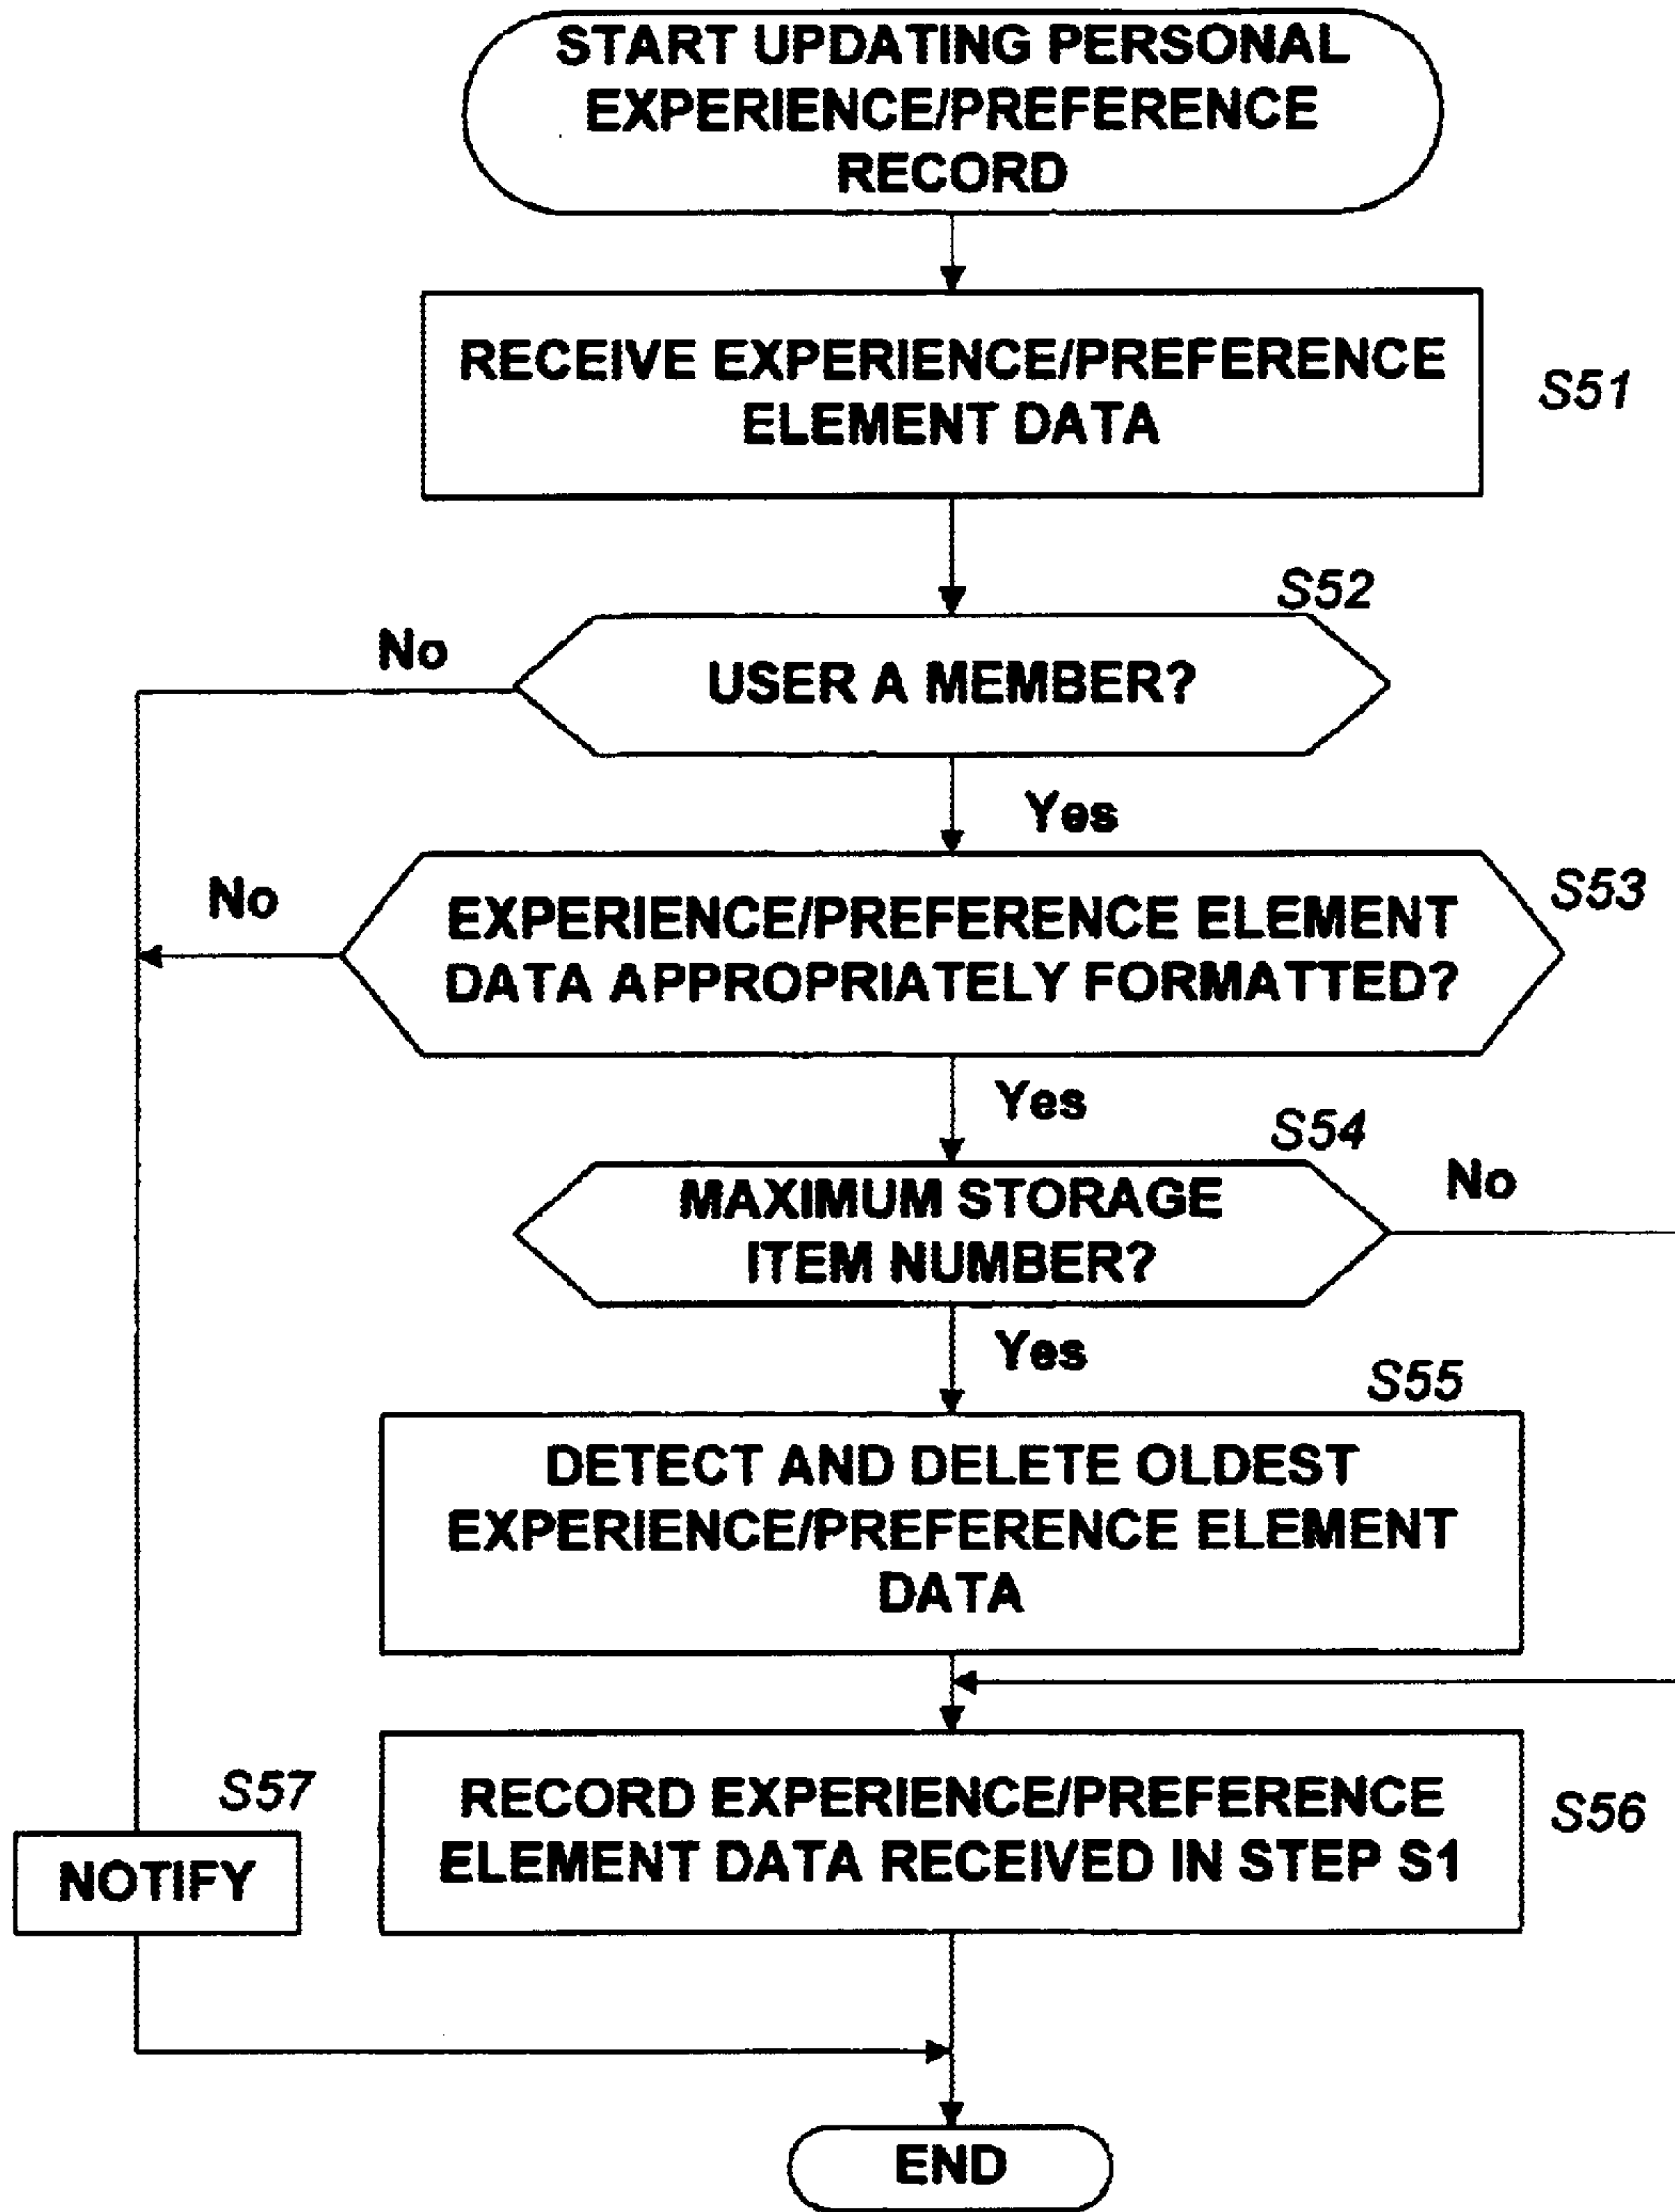 START UPDATING PERSONAL
EXPERIENCE/PREFERENCE
RECORD
RECEIVE EXPERIENCE/PREFERENCE
ELEMENT DATA
S51
S52
No
USER A MEMBER?
Yes
S53
No
EXPERIENCE/PREFERENCE ELEMENT
DATA APPROPRIATELY FORMATTED?
Yes
S54
No
MAXIMUM STORAGE
ITEM NUMBER?
Yes
S55
DETECT AND DELETE OLDEST
EXPERIENCE/PREFERENCE ELEMENT
DATA
S57
NOTIFY
RECORD EXPERIENCE/PREFERENCE
ELEMENT DATA RECEIVED IN STEP S1
S56
END